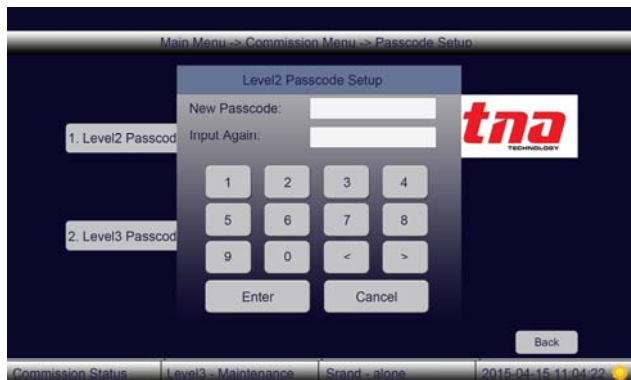 Main Menu -> Commission Menu -> Passcode Setup
Level2 Passcode Setup
New Passcode:
Input Again:
1. Level2 Passcod
tna
TECHNOLOGY
1 2 3 4
5 6 7 8
2. Level3 Passcod
9 0 < >
Enter Cancel
Back
Commission Status Level3 - Maintenance Srand - alone 2015-04-15 11:04:22